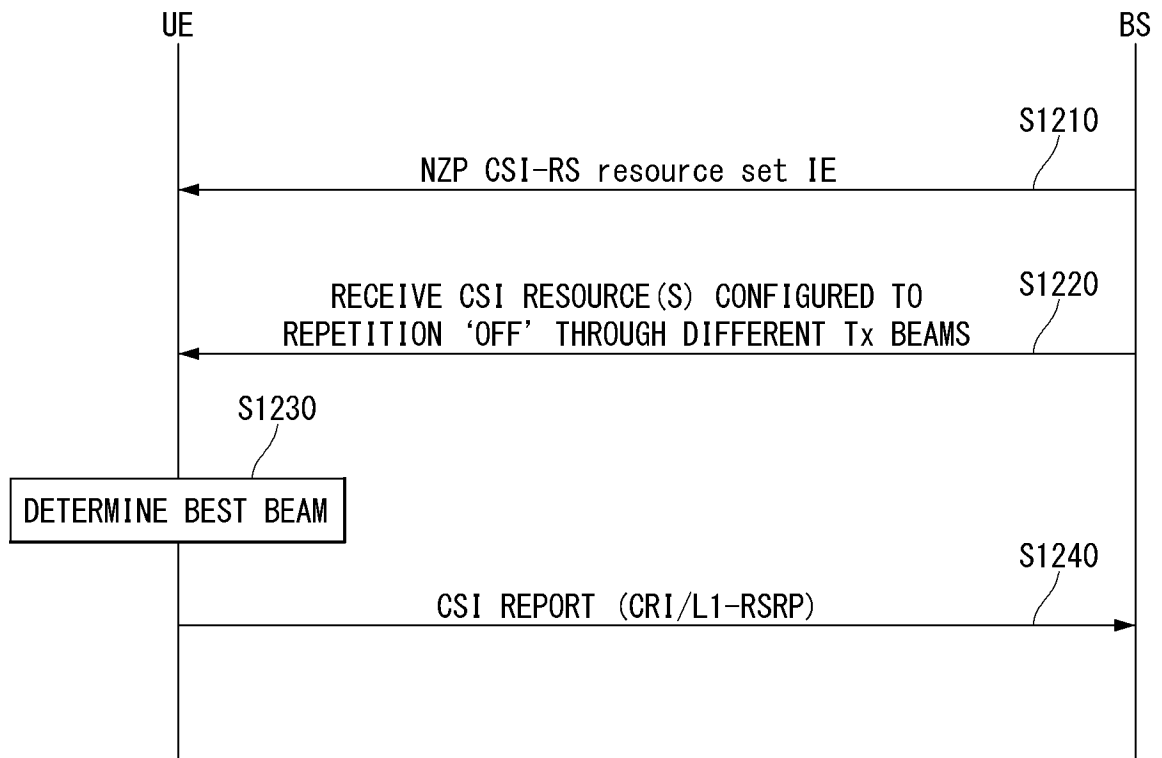 UE
BS
S1210
NZP CSI-RS resource set IE
S1220
RECEIVE CSI RESOURCE(S) CONFIGURED TO
REPETITION ‘OFF’ THROUGH DIFFERENT Tx BEAMS
S1230
DETERMINE BEST BEAM
S1240
CSI REPORT (CRI/L1-RSRP)